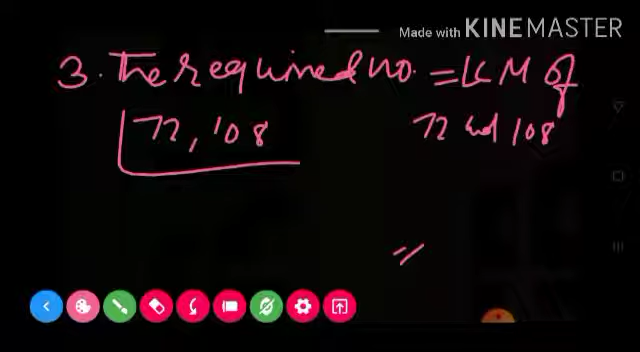 Made with KINEMASTER
3. The required no. = LCM of
72, 108
72 and 108
=